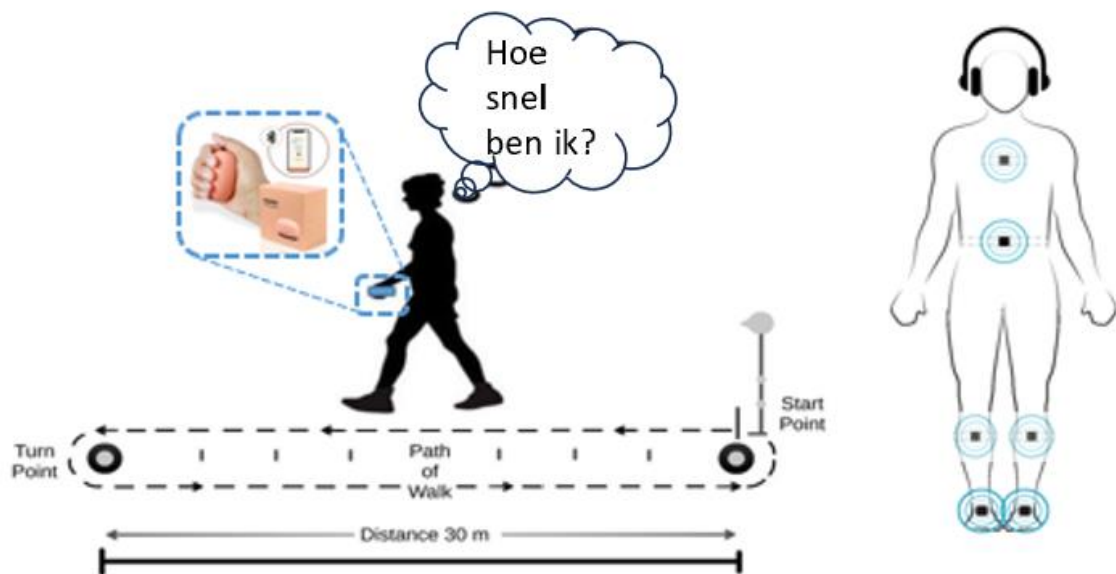 Hoe
snel
ben ik?
Start
Point
Turn
Point
Path
of
Walk
Distance 30 m